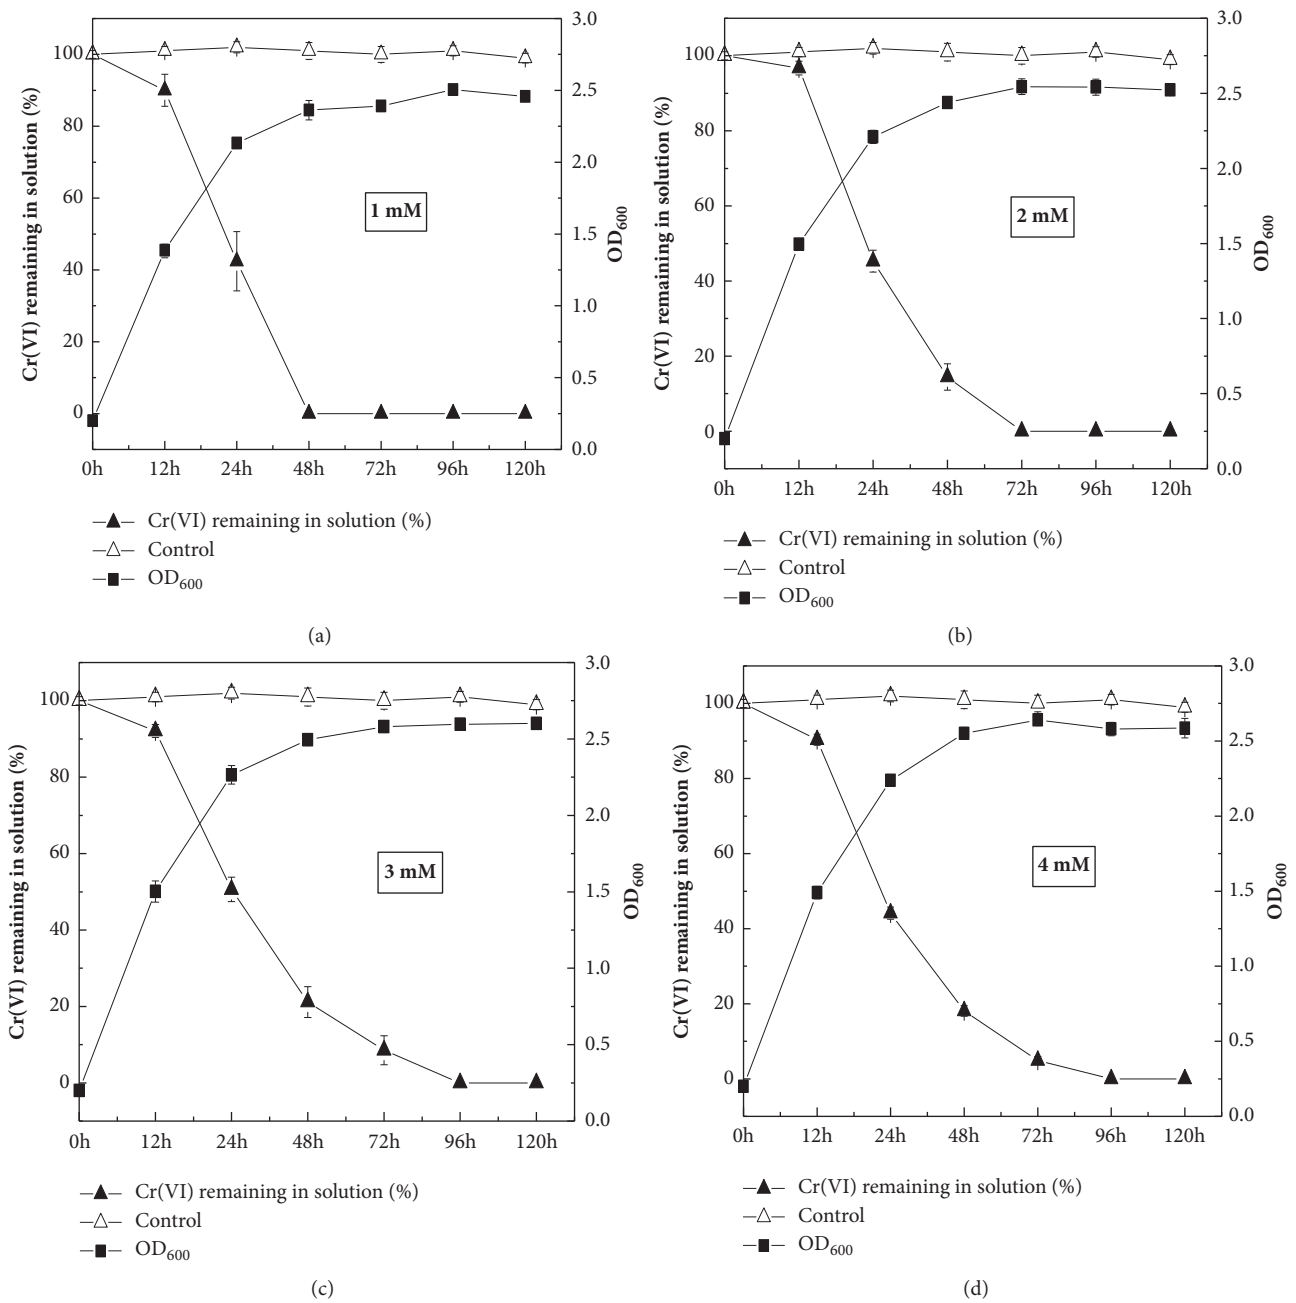 Cr(VI) remaining in solution (%)
100
80
60
40
20
0
3.0
2.5
2.0
1.5
1.0
0.5
0.0
OD600
1 mM
0h 12h 24h 48h 72h 96h 120h
Cr(VI) remaining in solution (%)
Control
OD600
(a)
Cr(VI) remaining in solution (%)
100
80
60
40
20
0
3.0
2.5
2.0
1.5
1.0
0.5
0.0
OD600
2 mM
0h 12h 24h 48h 72h 96h 120h
Cr(VI) remaining in solution (%)
Control
OD600
(b)
Cr(VI) remaining in solution (%)
100
80
60
40
20
0
3.0
2.5
2.0
1.5
1.0
0.5
0.0
OD600
3 mM
0h 12h 24h 48h 72h 96h 120h
Cr(VI) remaining in solution (%)
Control
OD600
(c)
Cr(VI) remaining in solution (%)
100
80
60
40
20
0
3.0
2.5
2.0
1.5
1.0
0.5
0.0
OD600
4 mM
0h 12h 24h 48h 72h 96h 120h
Cr(VI) remaining in solution (%)
Control
OD600
(d)